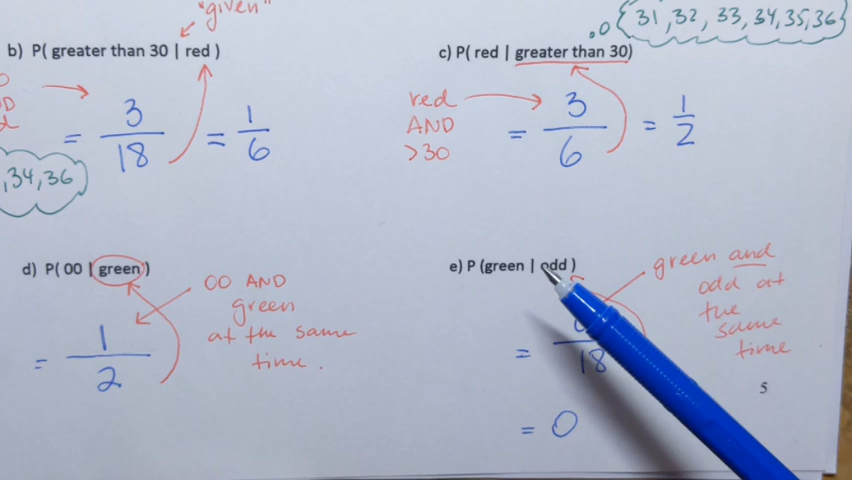 "given"
31, 32, 33, 34, 35, 36
b) P( greater than 30 | red )
c) P( red | greater than 30)
= 3/18 = 1/6
red
AND
>30
= 3/6 = 1/2
,34,36
d) P( 00 | green )
00 AND
green
at the same
time.
= 1/2
e) P (green | odd )
green and
odd at
the
same
time
= /18
= 0
5